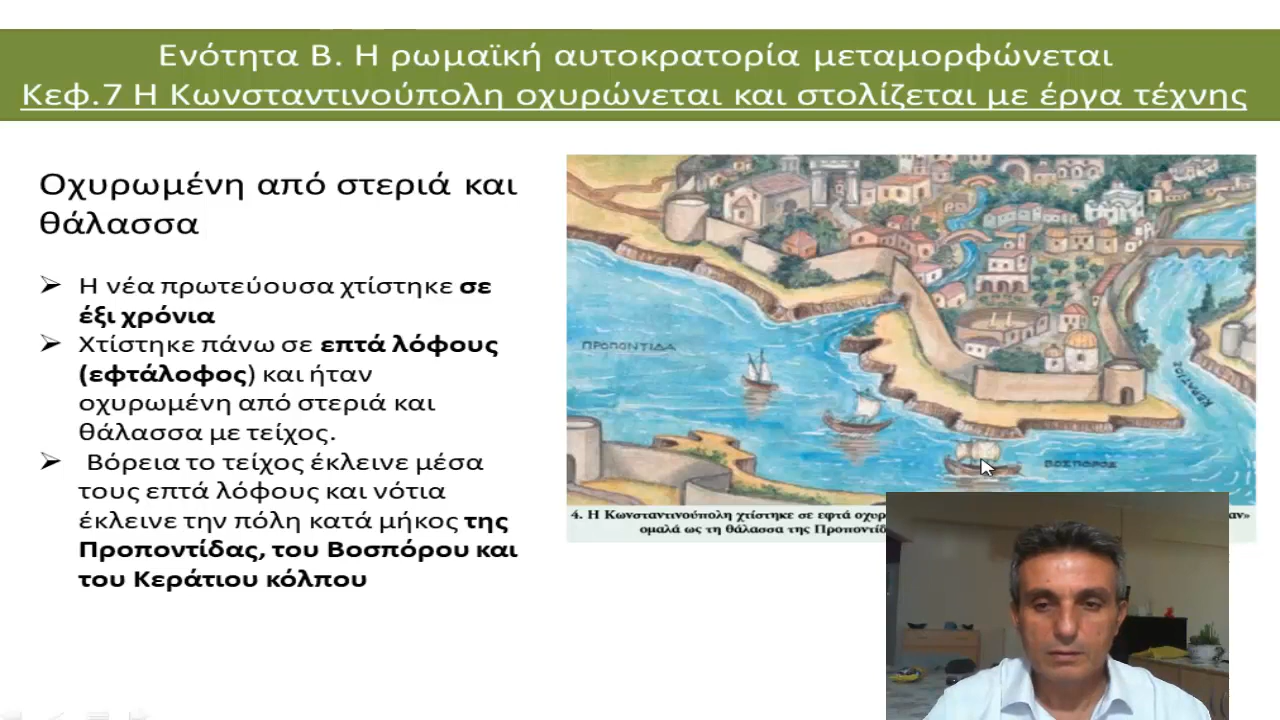 Ενότητα Β. Η ρωμαϊκή αυτοκρατορία μεταμορφώνεται
Κεφ.7 Η Κωνσταντινούπολη οχυρώνεται και στολίζεται με έργα τέχνης
Οχυρωμένη από στεριά και
θάλασσα
Η νέα πρωτεύουσα χτίστηκε σε
έξι χρόνια
Χτίστηκε πάνω σε επτά λόφους
(εφτάλοφος) και ήταν
οχυρωμένη από στεριά και
θάλασσα με τείχος.
Βόρεια το τείχος έκλεινε μέσα
τους επτά λόφους και νότια
έκλεινε την πόλη κατά μήκος της
Προποντίδας, του Βοσπόρου και
του Κεράτιου κόλπου
ΠΡΟΠΟΝΤΙΔΑ
ΚΕΡΑΤΙΟΣ
ΒΟΣΠΟΡΟΣ
4. Η Κωνσταντινούπολη χτίστηκε σε εφτά
ομαλά ως τη θάλασσα της